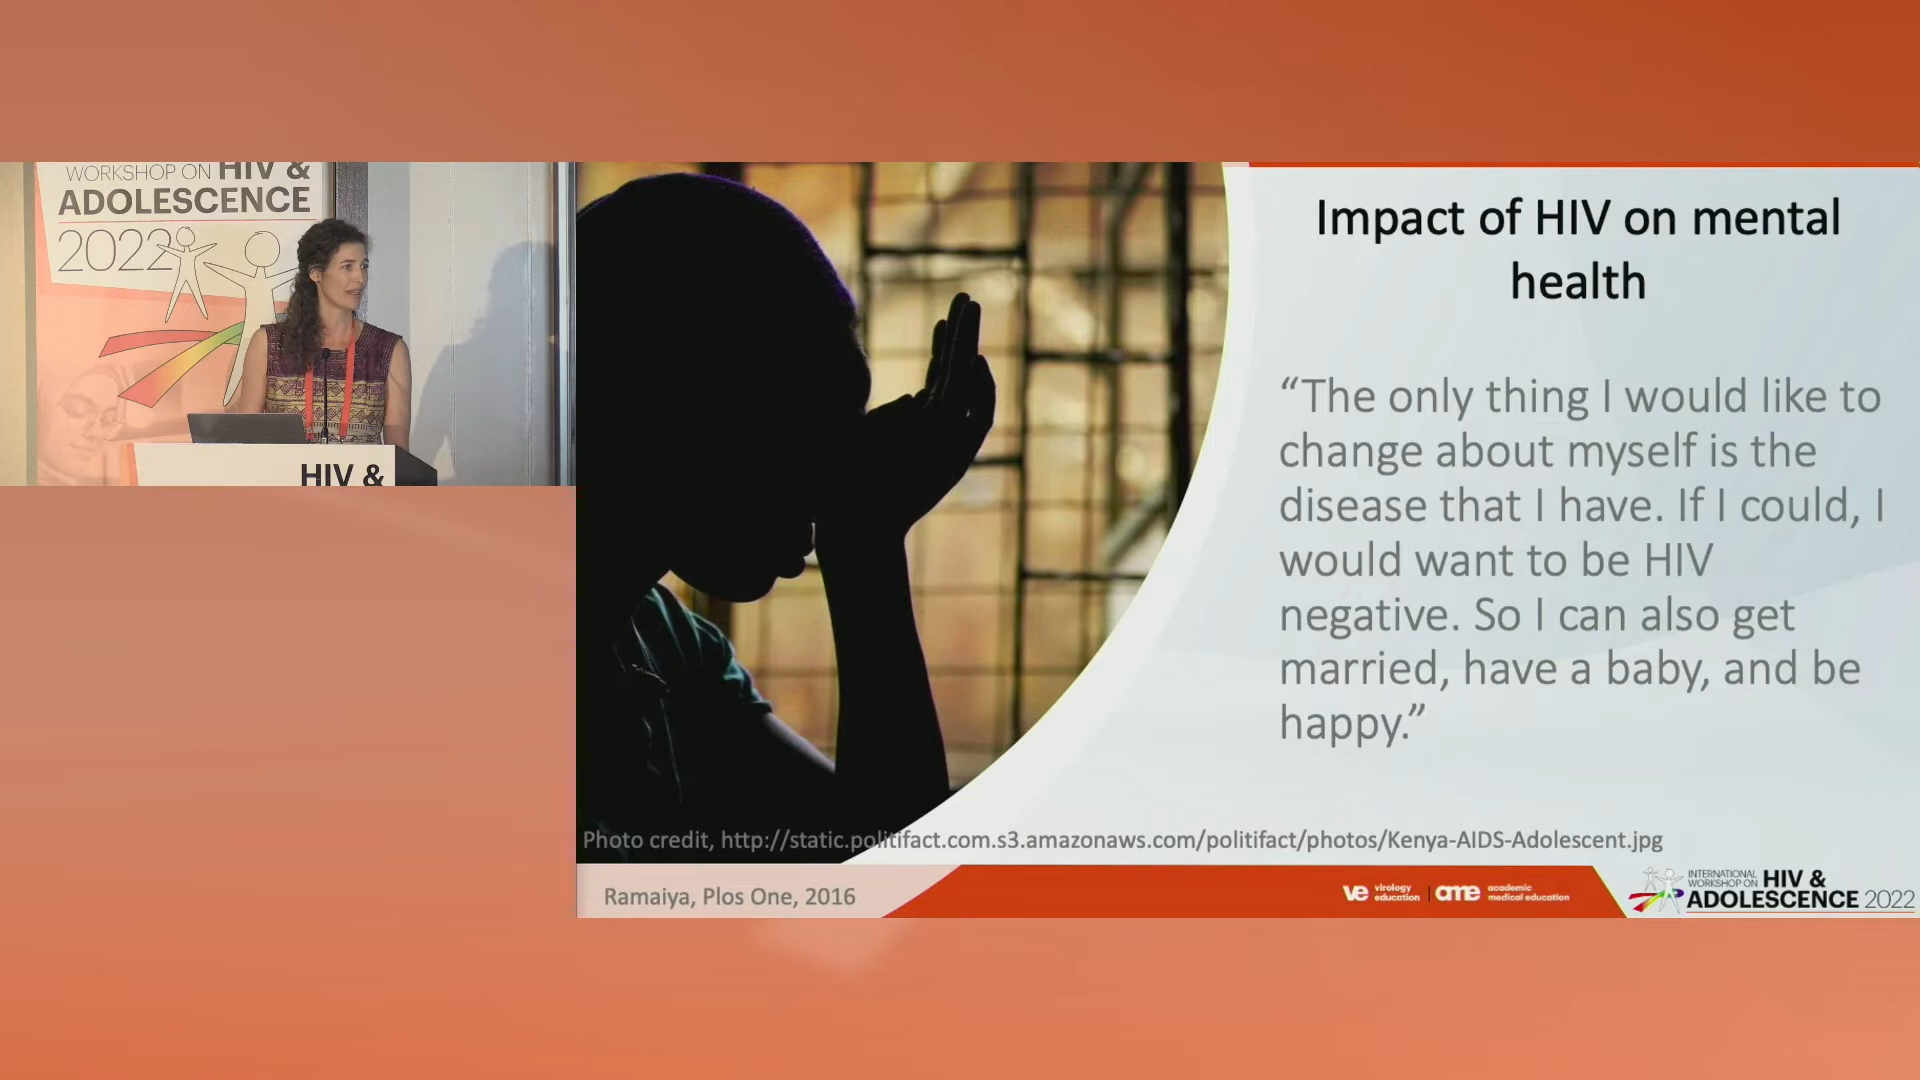 WORKSHOP ON HIV &
ADOLESCENCE
2022
HIV &
Impact of HIV on mental
health
“The only thing I would like to
change about myself is the
disease that I have. If I could, I
would want to be HIV
negative. So I can also get
married, have a baby, and be
happy.”
Photo credit, http://static.politifact.com.s3.amazonaws.com/politifact/photos/Kenya-AIDS-Adolescent.jpg
Ramaiya, Plos One, 2016
ve virology
education
ame academic
medical education
INTERNATIONAL
WORKSHOP ON HIV &
ADOLESCENCE 2022